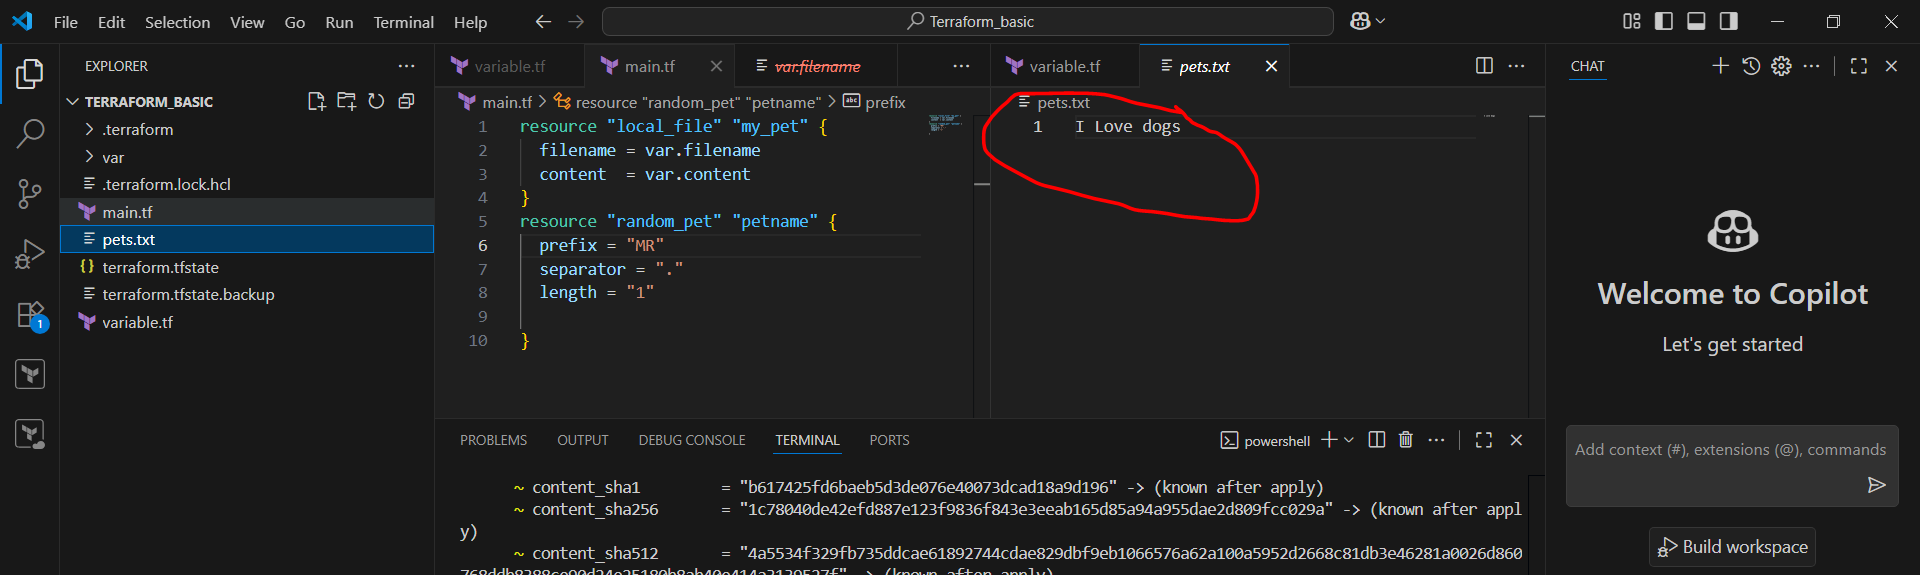 File Edit Selection View Go Run Terminal Help
Terraform_basic
EXPLORER
TERRAFORM_BASIC
.terraform
var
.terraform.lock.hcl
main.tf
pets.txt
terraform.tfstate
terraform.tfstate.backup
variable.tf
1
variable.tf main.tf var.filename
main.tf > resource "random_pet" "petname" > abc prefix
1 resource "local_file" "my_pet" {
2 filename = var.filename
3 content = var.content
4 }
5 resource "random_pet" "petname" {
6 prefix = "MR"
7 separator = "."
8 length = "1"
9
10 }
variable.tf pets.txt
pets.txt
1 I Love dogs
PROBLEMS OUTPUT DEBUG CONSOLE TERMINAL PORTS
powershell
~ content_sha1 = "b617425fd6baeb5d3de076e40073dcad18a9d196" -> (known after apply)
~ content_sha256 = "1c78040de42efd887e123f9836f843e3eeab165d85a94a955dae2d809fcc029a" -> (known after appl
y)
~ content_sha512 = "4a5534f329fb735ddcae61892744cdae829dbf9eb1066576a62a100a5952d2668c81db3e46281a0026d860
CHAT
Welcome to Copilot
Let's get started
Add context (#), extensions (@), commands
Build workspace